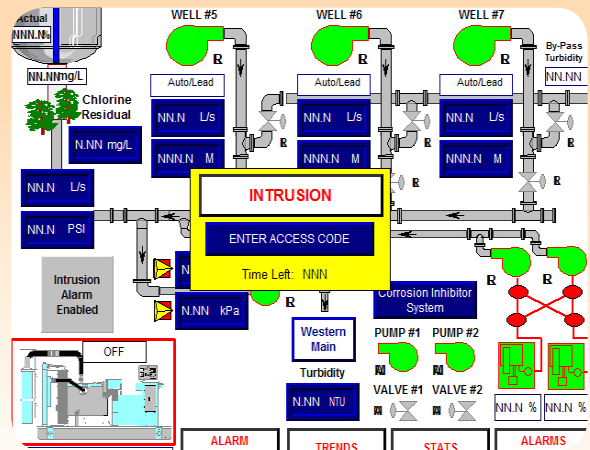 Actual
NNN.N%
NN.NN mg/L
Chlorine
Residual
N.NN mg/L
NN.N L/s
NN.N PSI
WELL #5
R
Auto/Lead
NN.N L/s
NNN.N M
WELL #6
R
Auto/Lead
NN.N L/s
NNN.N M
WELL #7
R
Auto/Lead
NN.N L/s
NNN.N M
By-Pass
Turbidity
NN.NN
R
R
R
R
INTRUSION
ENTER ACCESS CODE
Time Left: NNN
Intrusion
Alarm
Enabled
N.NN kPa
R
Western
Main
Turbidity
N.NN NTU
Corrosion Inhibitor
System
PUMP #1
PUMP #2
VALVE #1
VALVE #2
R
R
NN.N %
NN.N %
OFF
ALARM
TRENDS
STATS
ALARMS